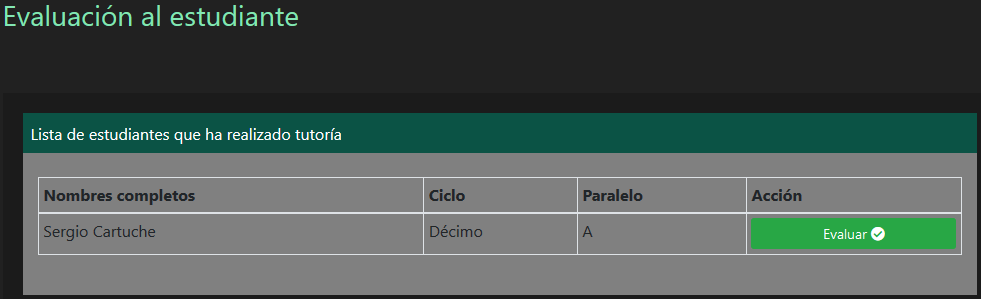 Evaluación al estudiante
Lista de estudiantes que ha realizado tutoría
Nombres completos Ciclo Paralelo Acción
Sergio Cartuche Décimo A Evaluar